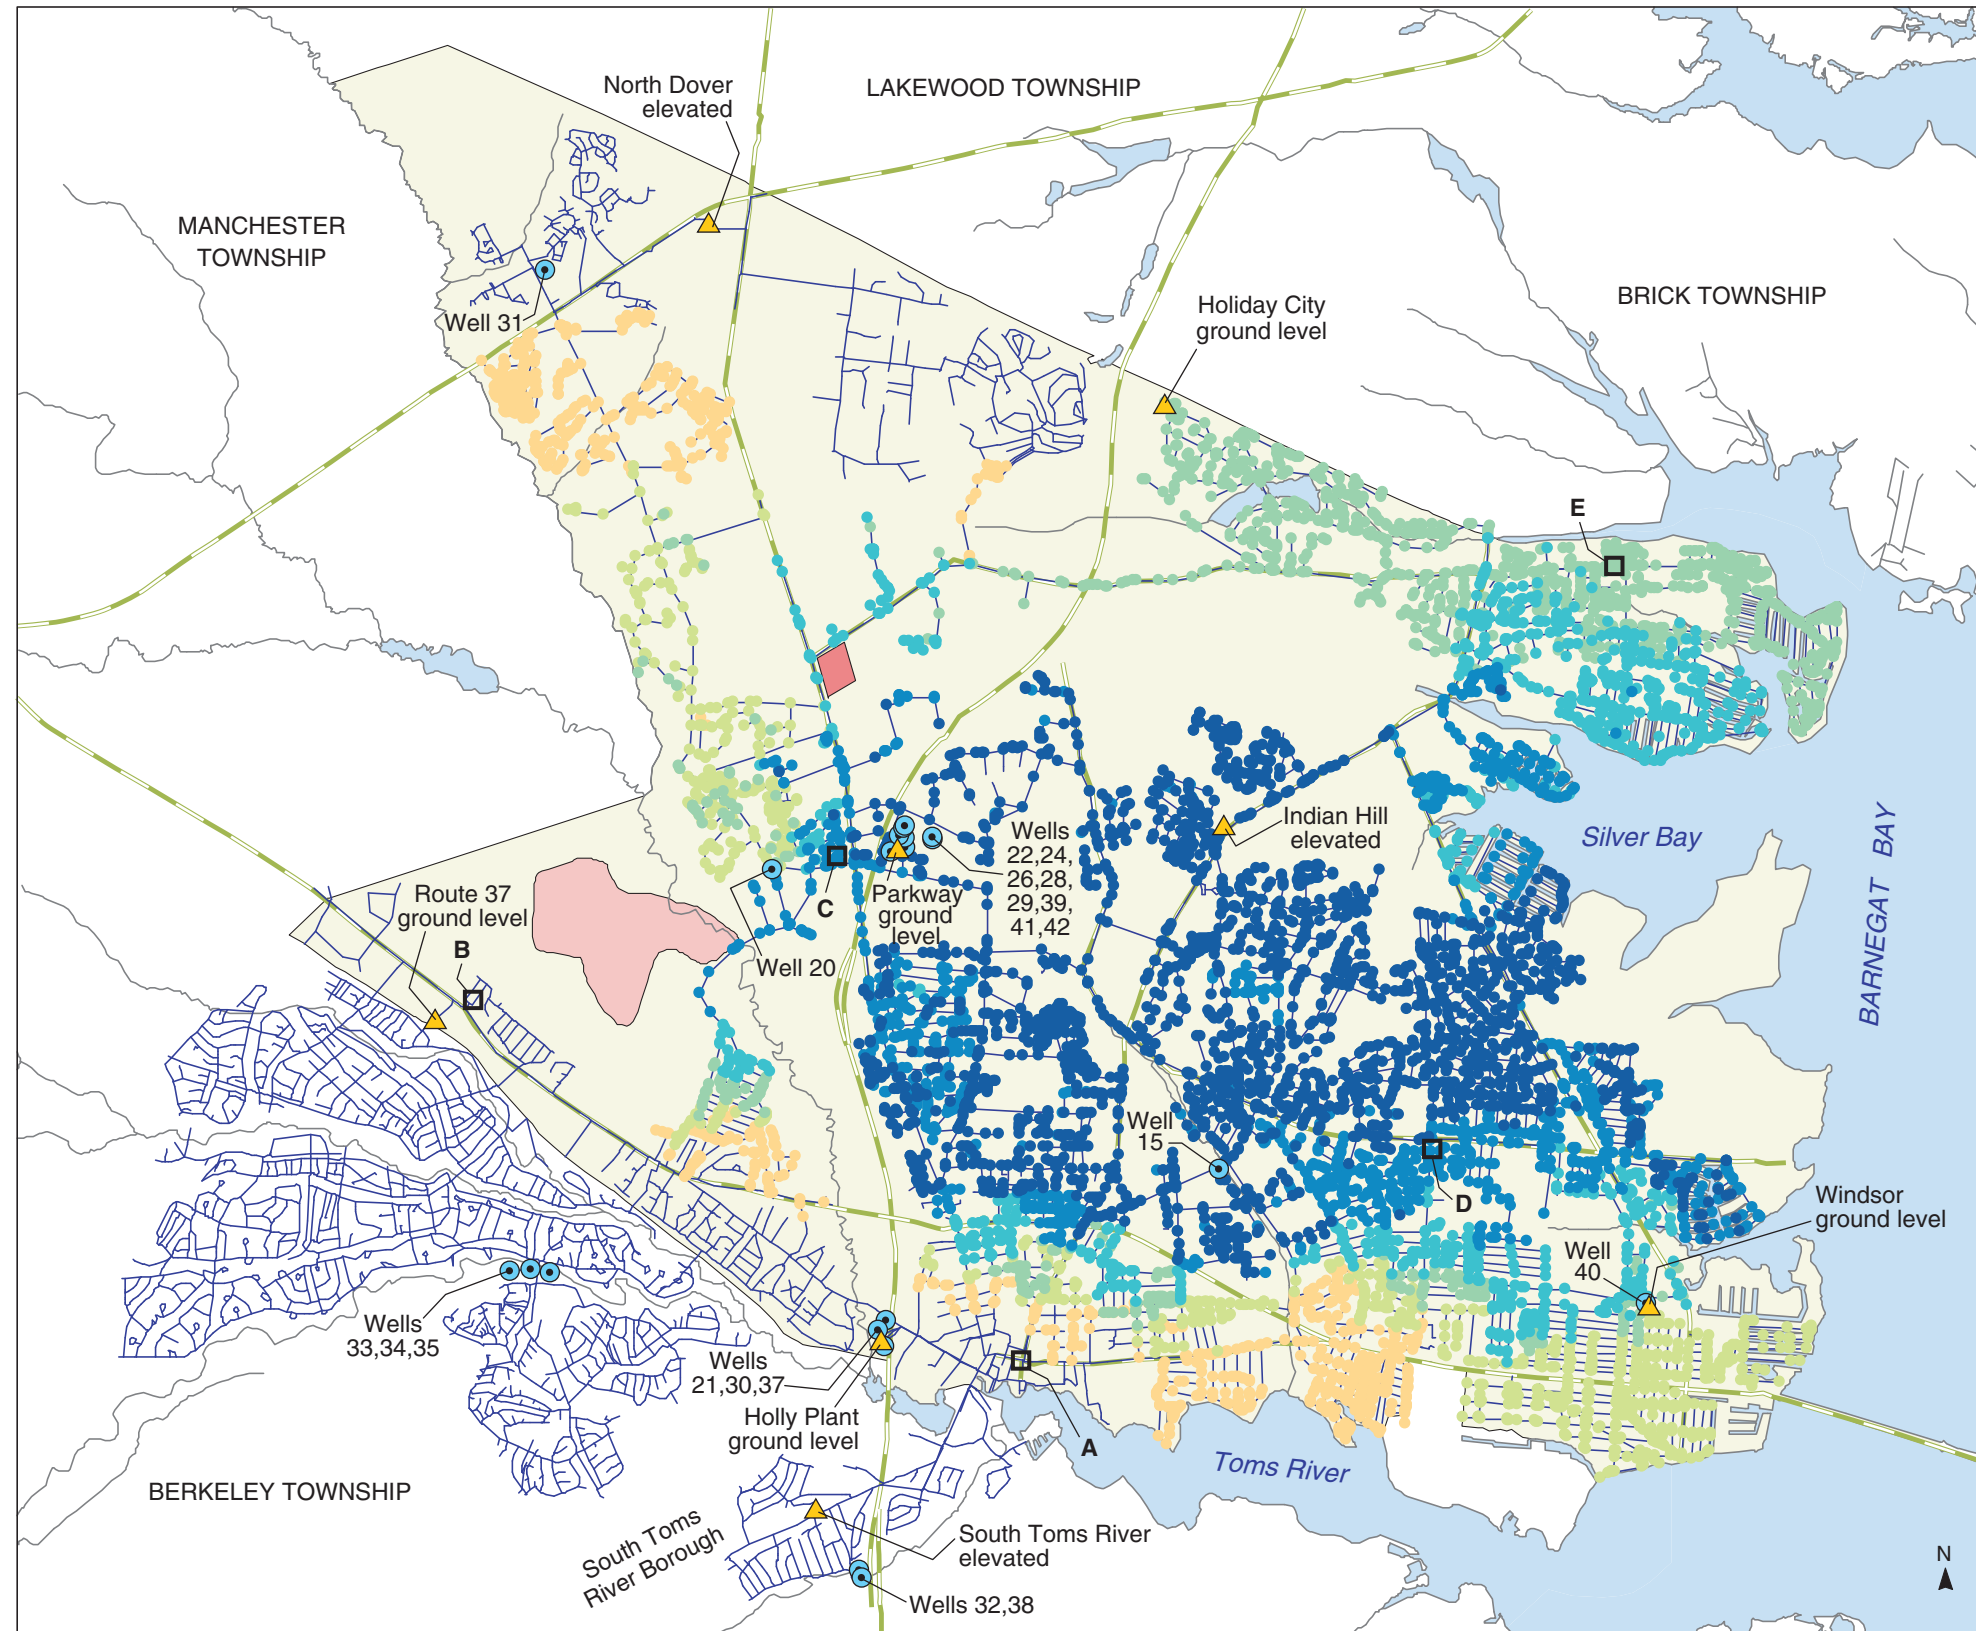 North Dover
elevated
LAKEWOOD TOWNSHIP
MANCHESTER
TOWNSHIP
Well 31
Holiday City
ground level
BRICK TOWNSHIP
E
Route 37
ground level
B
Well 20
C
Parkway
ground
level
Wells
22,24,
26,28,
29,39,
41,42
Indian Hill
elevated
Silver Bay
BARNEGAT BAY
Well
15
D
Windsor
ground level
Well
40
Wells
33,34,35
Wells
21,30,37
Holly Plant
ground level
A
Toms River
BERKELEY TOWNSHIP
South Toms
River Borough
South Toms River
elevated
Wells 32,38
N